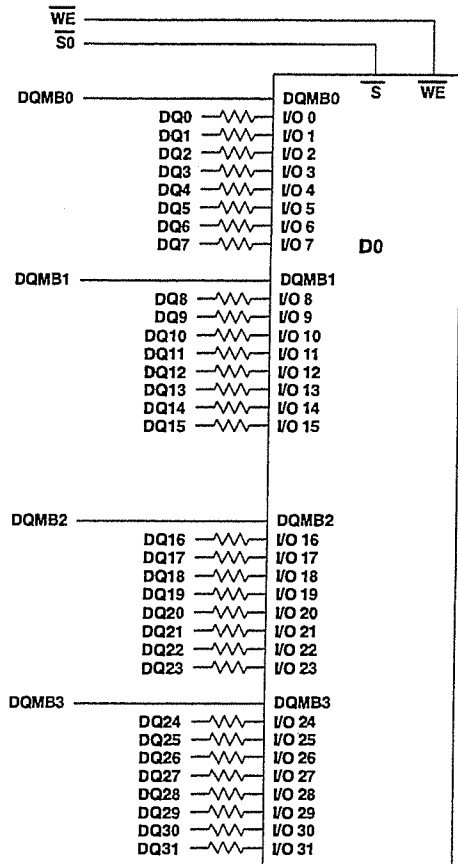 WE
S0
S WE
DQMB0 DQMB0
DQ0 I/O 0
DQ1 I/O 1
DQ2 I/O 2
DQ3 I/O 3
DQ4 I/O 4
DQ5 I/O 5
DQ6 I/O 6
DQ7 I/O 7
D0
DQMB1 DQMB1
DQ8 I/O 8
DQ9 I/O 9
DQ10 I/O 10
DQ11 I/O 11
DQ12 I/O 12
DQ13 I/O 13
DQ14 I/O 14
DQ15 I/O 15
DQMB2 DQMB2
DQ16 I/O 16
DQ17 I/O 17
DQ18 I/O 18
DQ19 I/O 19
DQ20 I/O 20
DQ21 I/O 21
DQ22 I/O 22
DQ23 I/O 23
DQMB3 DQMB3
DQ24 I/O 24
DQ25 I/O 25
DQ26 I/O 26
DQ27 I/O 27
DQ28 I/O 28
DQ29 I/O 29
DQ30 I/O 30
DQ31 I/O 31